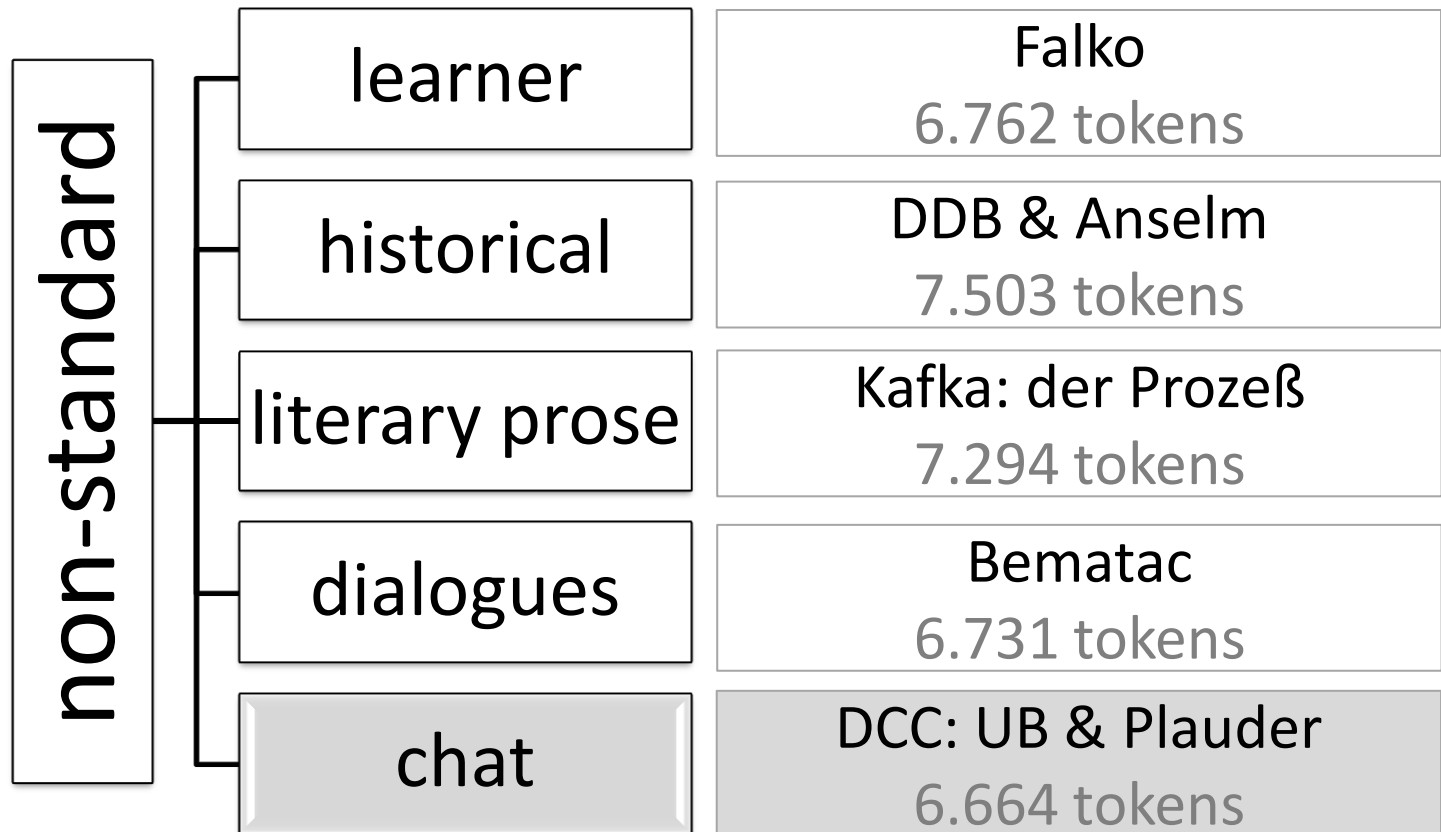 non-standard
learner
Falko
6.762 tokens
historical
DDB & Anselm
7.503 tokens
literary prose
Kafka: der Prozeß
7.294 tokens
dialogues
Bematac
6.731 tokens
chat
DCC: UB & Plauder
6.664 tokens